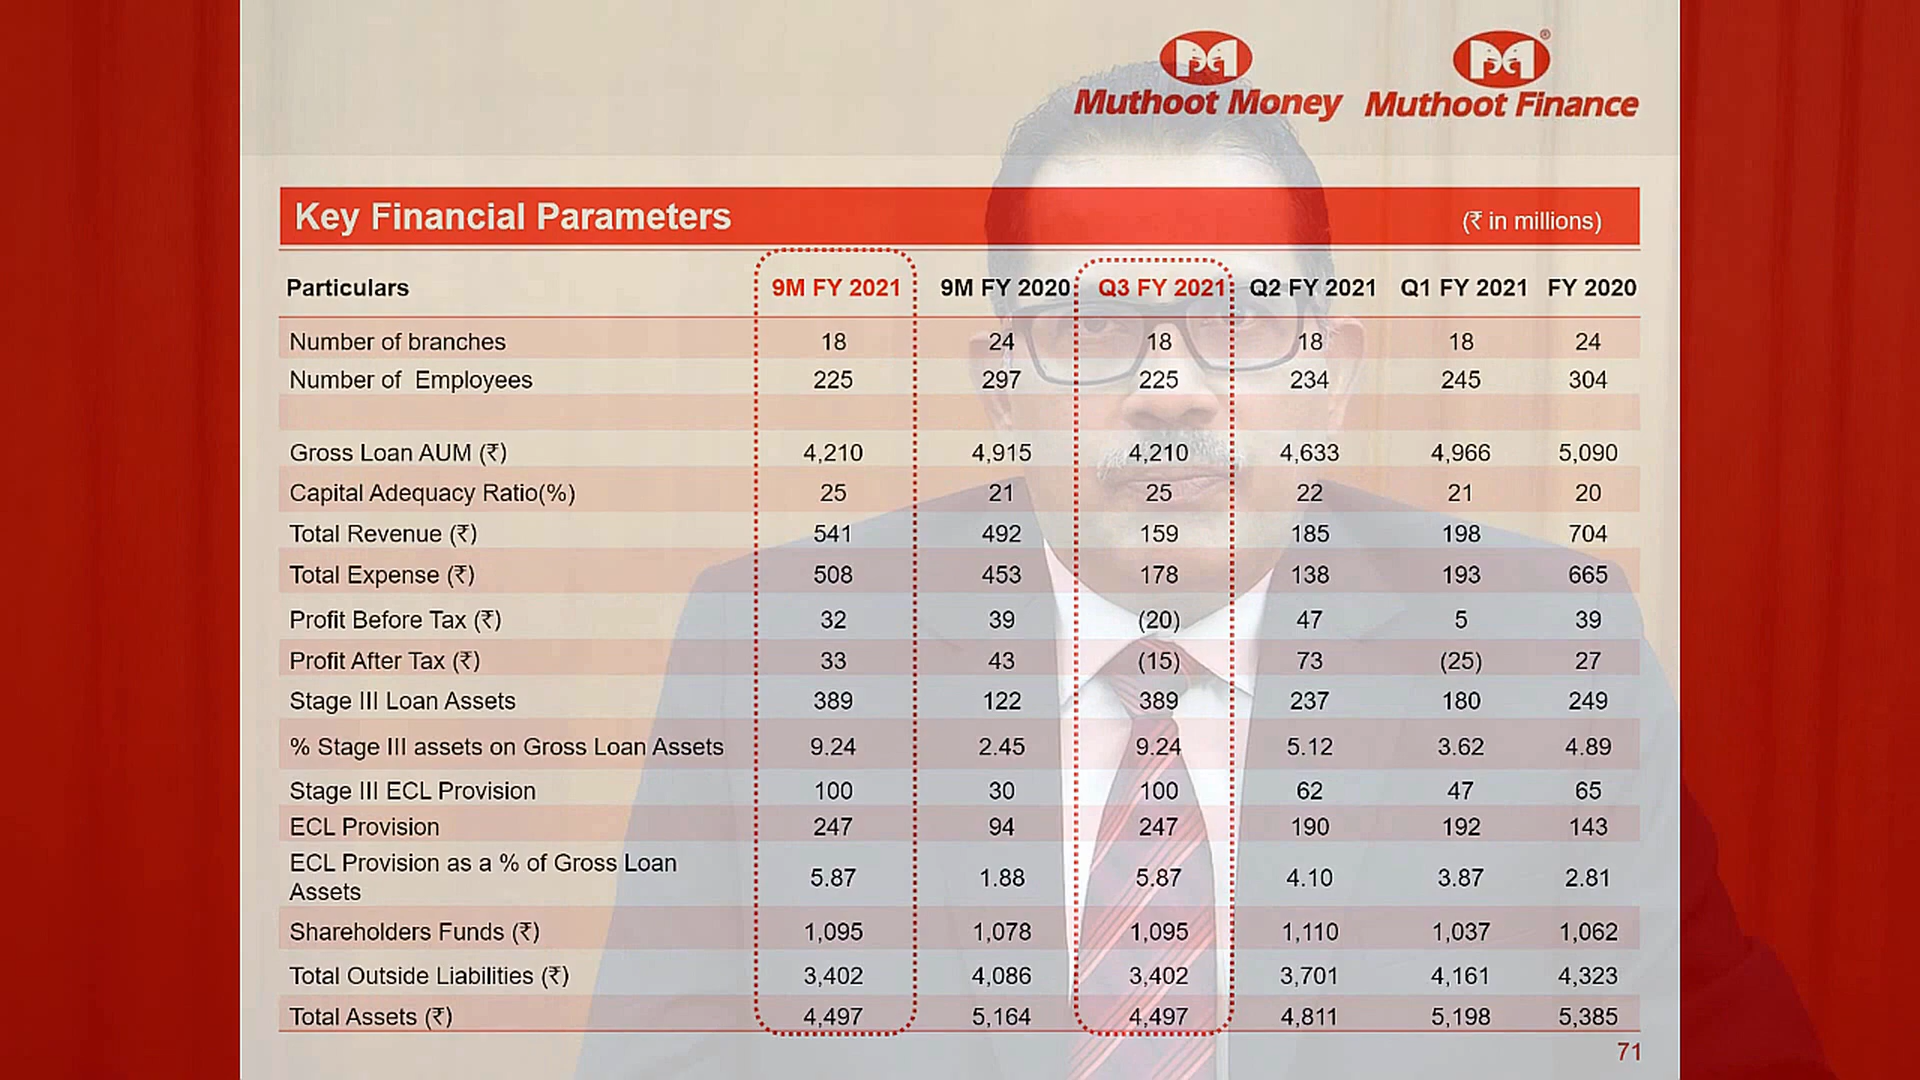 Muthoot Money Muthoot Finance ®
Key Financial Parameters (₹ in millions)
Particulars 9M FY 2021 9M FY 2020 Q3 FY 2021 Q2 FY 2021 Q1 FY 2021 FY 2020
Number of branches 18 24 18 18 18 24
Number of Employees 225 297 225 234 245 304
Gross Loan AUM (₹) 4,210 4,915 4,210 4,633 4,966 5,090
Capital Adequacy Ratio(%) 25 21 25 22 21 20
Total Revenue (₹) 541 492 159 185 198 704
Total Expense (₹) 508 453 178 138 193 665
Profit Before Tax (₹) 32 39 (20) 47 5 39
Profit After Tax (₹) 33 43 (15) 73 (25) 27
Stage III Loan Assets 389 122 389 237 180 249
% Stage III assets on Gross Loan Assets 9.24 2.45 9.24 5.12 3.62 4.89
Stage III ECL Provision 100 30 100 62 47 65
ECL Provision 247 94 247 190 192 143
ECL Provision as a % of Gross Loan
Assets 5.87 1.88 5.87 4.10 3.87 2.81
Shareholders Funds (₹) 1,095 1,078 1,095 1,110 1,037 1,062
Total Outside Liabilities (₹) 3,402 4,086 3,402 3,701 4,161 4,323
Total Assets (₹) 4,497 5,164 4,497 4,811 5,198 5,385
71